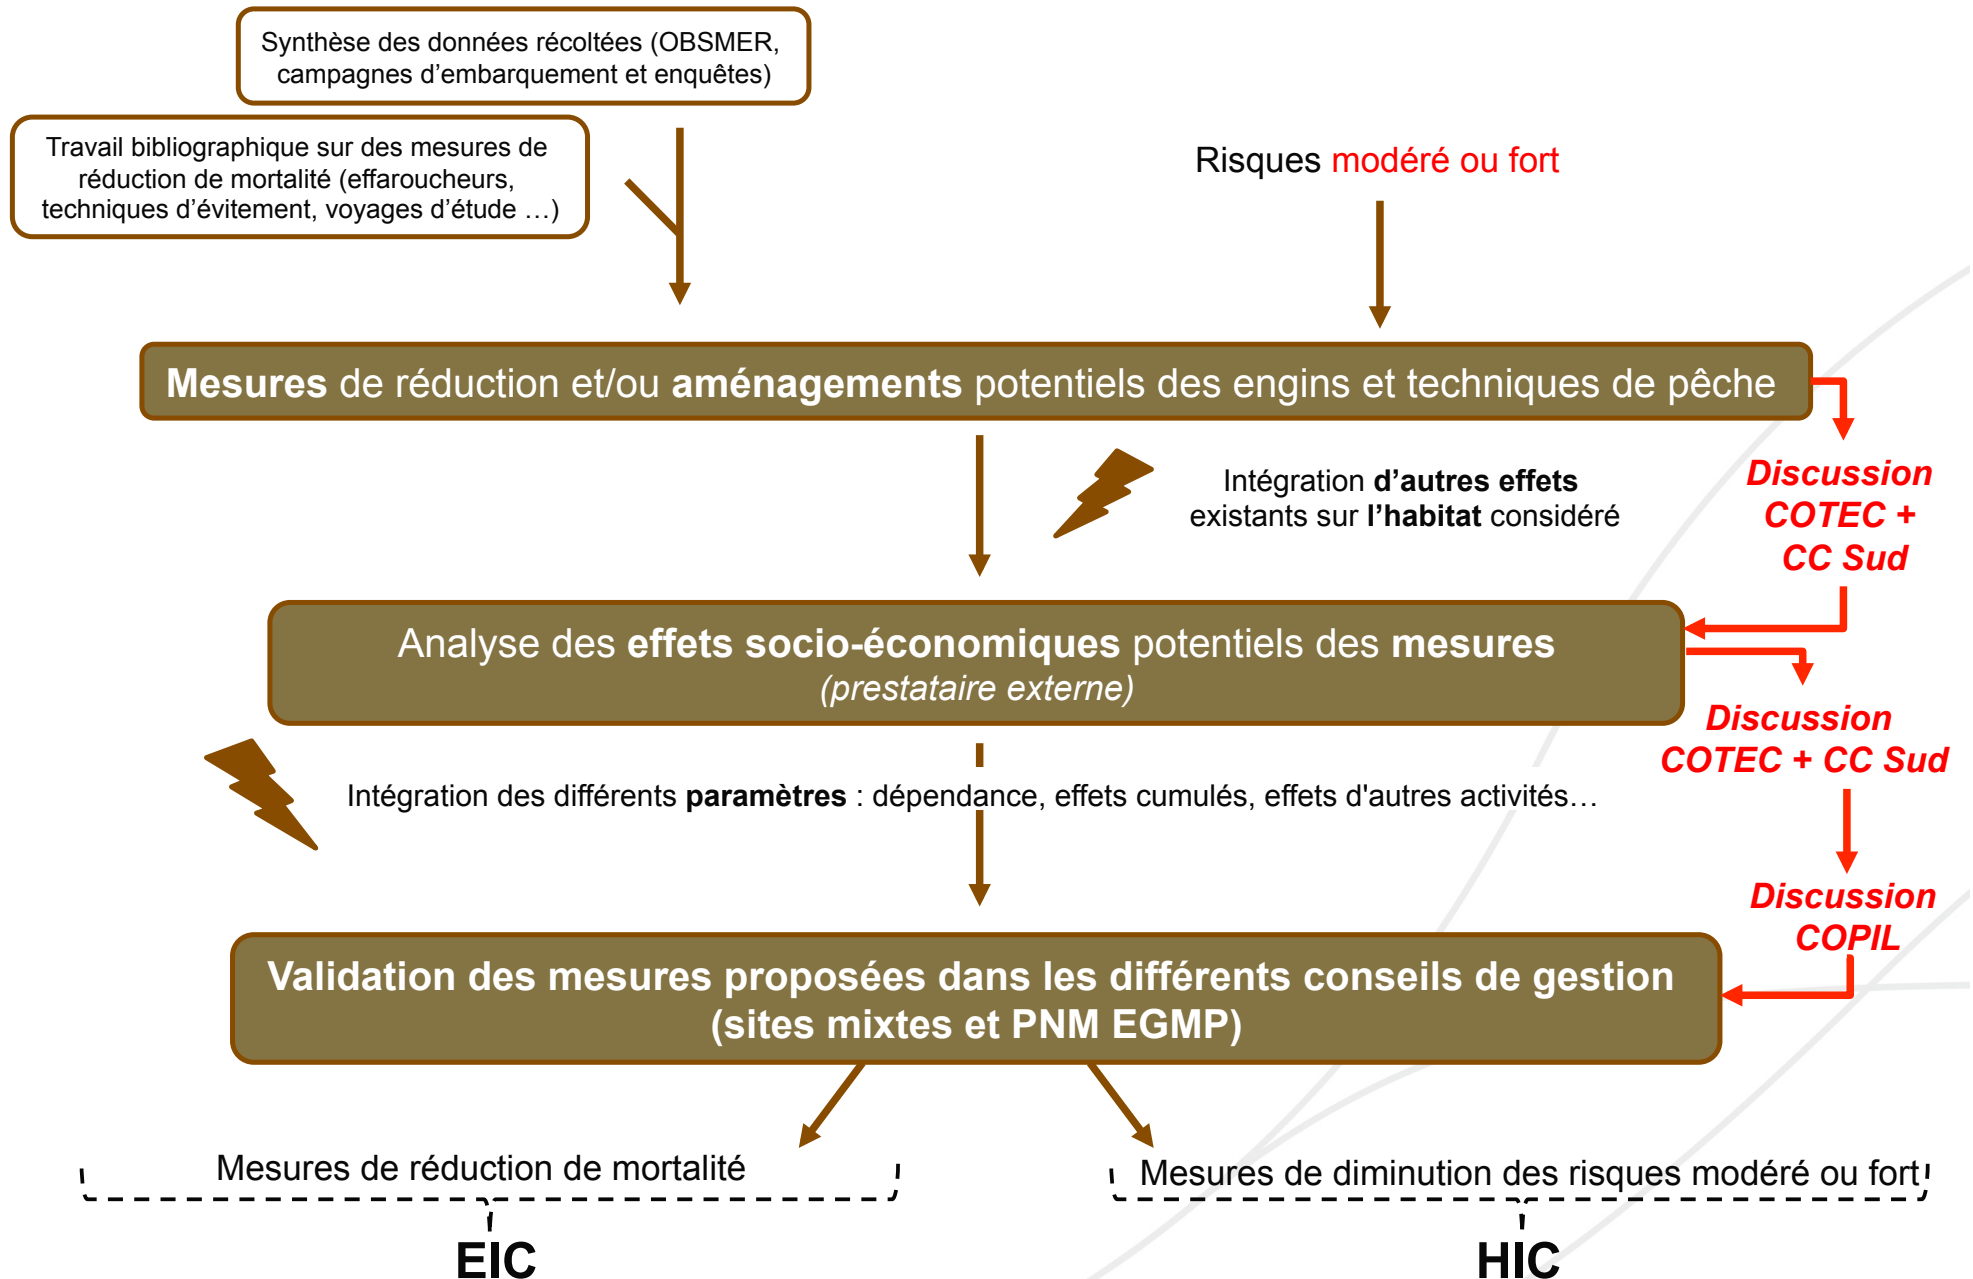 Synthèse des données récoltées (OBSMER,
campagnes d’embarquement et enquêtes)
Travail bibliographique sur des mesures de
réduction de mortalité (effaroucheurs,
techniques d’évitement, voyages d’étude …)
Risques modéré ou fort
Mesures de réduction et/ou aménagements potentiels des engins et techniques de pêche
Intégration d’autres effets
existants sur l’habitat considéré
Discussion
COTEC +
CC Sud
Analyse des effets socio-économiques potentiels des mesures
(prestataire externe)
Discussion
COTEC + CC Sud
Intégration des différents paramètres : dépendance, effets cumulés, effets d'autres activités…
Discussion
COPIL
Validation des mesures proposées dans les différents conseils de gestion
(sites mixtes et PNM EGMP)
Mesures de réduction de mortalité
Mesures de diminution des risques modéré ou fort
EIC
HIC